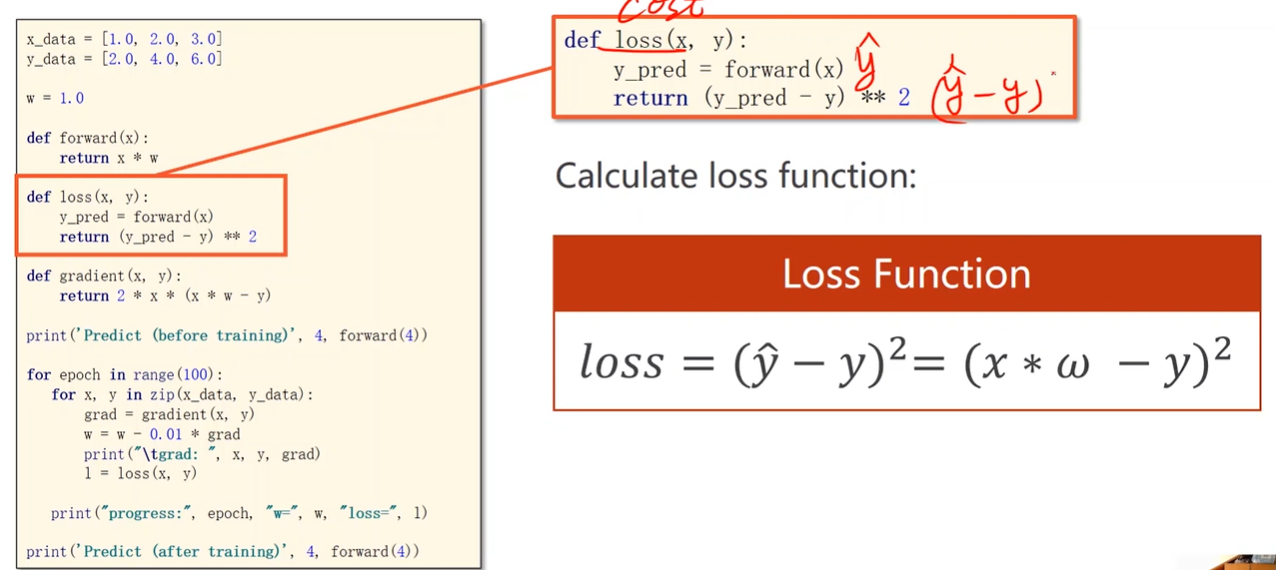 x_data = [1.0, 2.0, 3.0]
y_data = [2.0, 4.0, 6.0]
w = 1.0
def forward(x):
    return x * w
def loss(x, y):
    y_pred = forward(x)
    return (y_pred - y) ** 2
def gradient(x, y):
    return 2 * x * (x * w - y)
print('Predict (before training)', 4, forward(4))
for epoch in range(100):
    for x, y in zip(x_data, y_data):
        grad = gradient(x, y)
        w = w - 0.01 * grad
        print("\tgrad: ", x, y, grad)
        l = loss(x, y)
    print("progress:", epoch, "w=", w, "loss=", l)
print('Predict (after training)', 4, forward(4))
cost
def loss(x, y):
    y_pred = forward(x) ŷ
    return (y_pred - y) ** 2 (ŷ-y)
Calculate loss function:
Loss Function
loss = (ŷ − y)²= (x * ω − y)²